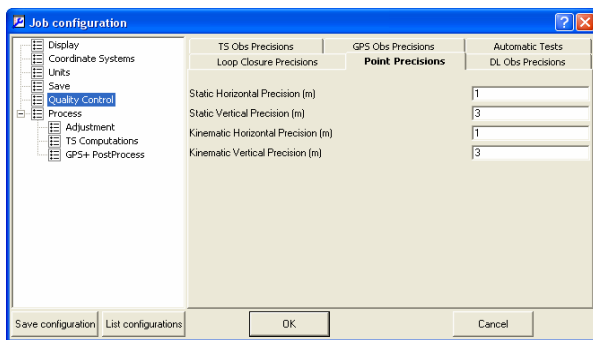 Job configuration
Display
Coordinate Systems
Units
Save
Quality Control
Process
Adjustment
TS Computations
GPS+ PostProcess
TS Obs Precisions GPS Obs Precisions Automatic Tests
Loop Closure Precisions Point Precisions DL Obs Precisions
Static Horizontal Precision (m) 1
Static Vertical Precision (m) 3
Kinematic Horizontal Precision (m) 1
Kinematic Vertical Precision (m) 3
Save configuration List configurations OK Cancel